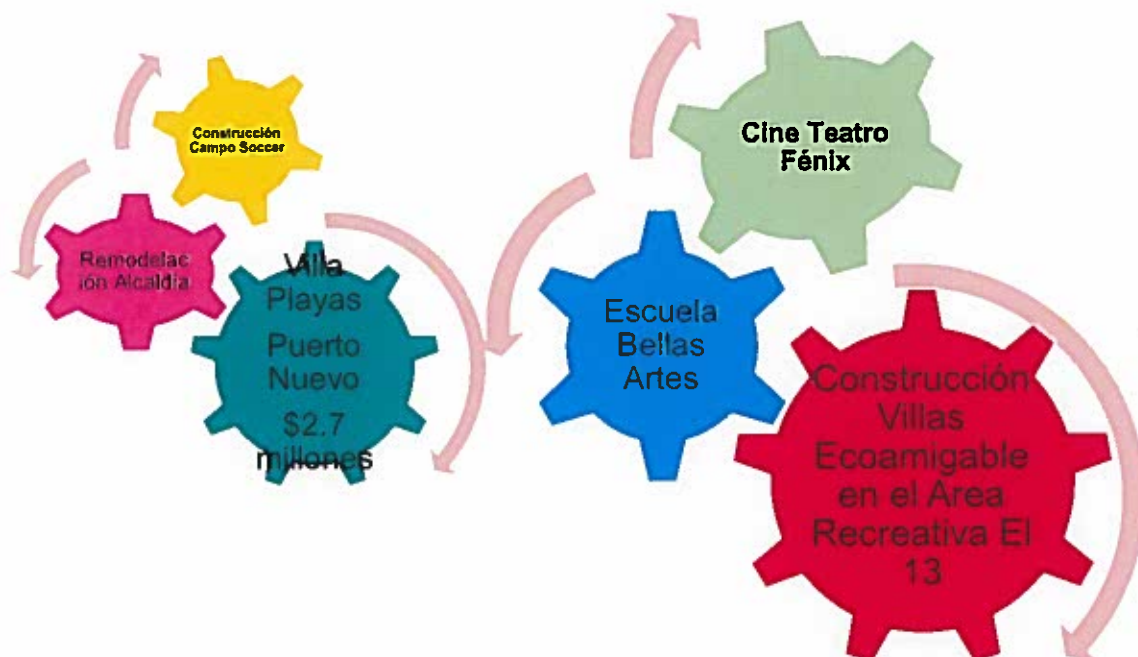 Construcción
Campo Soccer
Remodelac
ión Alcaldía
Villa
Playas
Puerto
Nuevo
$2.7
millones
Cine Teatro
Fénix
Escuela
Bellas
Artes
Construcción
Villas
Ecoamigable
en el Area
Recreativa El
13